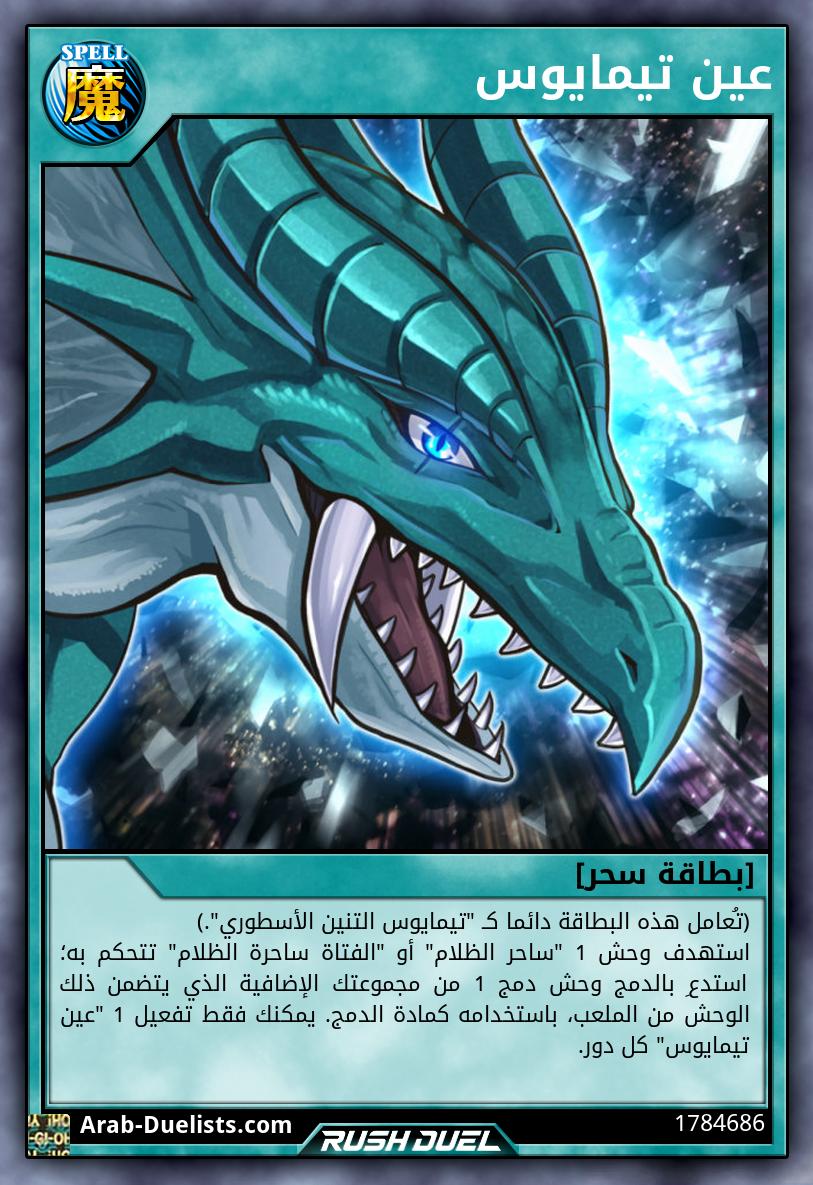 SPELL
魔
عين تيمايوس
[بطاقة سحر]
(تُعامل هذه البطاقة دائما كـ "تيمايوس التنين الأسطوري".)
استهدف وحش 1 "ساحر الظلام" أو "الفتاة ساحرة الظلام" تتحكم به؛
استدعِ بالدمج وحش دمج 1 من مجموعتك الإضافية الذي يتضمن ذلك
الوحش من الملعب، باستخدامه كمادة الدمج. يمكنك فقط تفعيل 1 "عين
تيمايوس" كل دور.
Arab-Duelists.com
RUSH DUEL
1784686